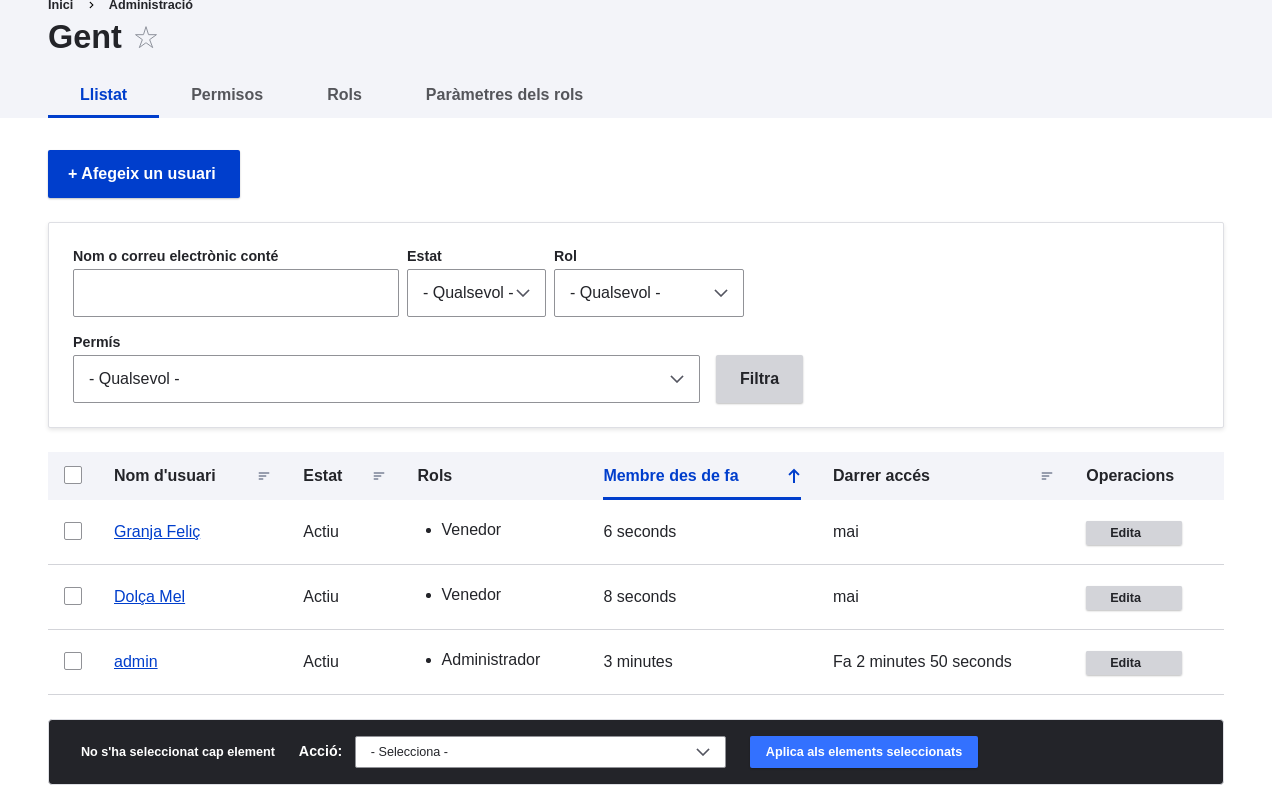 Inici > Administració
Gent
Llistat Permisos Rols Paràmetres dels rols
+ Afegeix un usuari
Nom o correu electrònic conté Estat Rol
- Qualsevol - - Qualsevol -
Permís
- Qualsevol - Filtra
Nom d'usuari Estat Rols Membre des de fa Darrer accés Operacions
Granja Feliç Actiu • Venedor 6 seconds mai Edita
Dolça Mel Actiu • Venedor 8 seconds mai Edita
admin Actiu • Administrador 3 minutes Fa 2 minutes 50 seconds Edita
No s'ha seleccionat cap element Acció: - Selecciona - Aplica als elements seleccionats